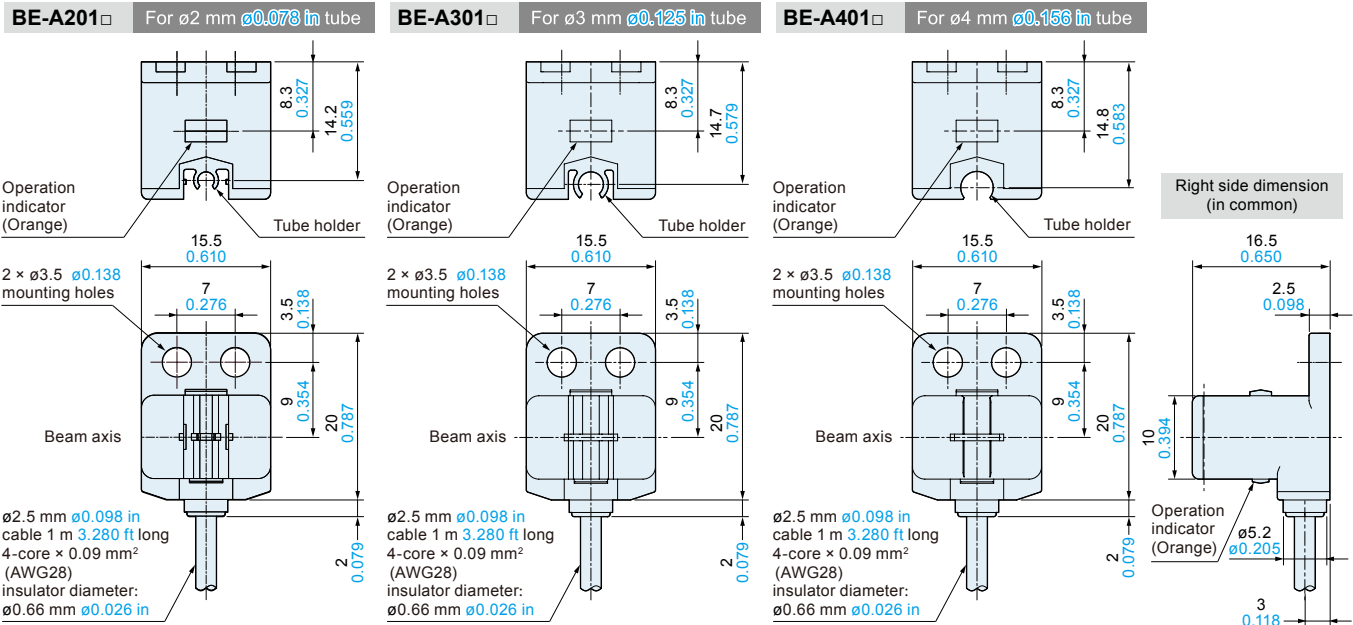 BE-A201□ For ø2 mm ø0.078 in tube
8.3
0.327
14.2
0.559
Operation
indicator
(Orange)
Tube holder
15.5
0.610
2 × ø3.5 ø0.138
mounting holes
7
0.276
3.5
0.138
9
0.354
20
0.787
Beam axis
ø2.5 mm ø0.098 in
cable 1 m 3.280 ft long
4-core × 0.09 mm²
(AWG28)
insulator diameter:
ø0.66 mm ø0.026 in
2
0.079
BE-A301□ For ø3 mm ø0.125 in tube
8.3
0.327
14.7
0.579
Operation
indicator
(Orange)
Tube holder
15.5
0.610
2 × ø3.5 ø0.138
mounting holes
7
0.276
3.5
0.138
9
0.354
20
0.787
Beam axis
ø2.5 mm ø0.098 in
cable 1 m 3.280 ft long
4-core × 0.09 mm²
(AWG28)
insulator diameter:
ø0.66 mm ø0.026 in
2
0.079
BE-A401□ For ø4 mm ø0.156 in tube
8.3
0.327
14.8
0.583
Operation
indicator
(Orange)
Tube holder
15.5
0.610
2 × ø3.5 ø0.138
mounting holes
7
0.276
3.5
0.138
9
0.354
20
0.787
Beam axis
ø2.5 mm ø0.098 in
cable 1 m 3.280 ft long
4-core × 0.09 mm²
(AWG28)
insulator diameter:
ø0.66 mm ø0.026 in
2
0.079
Right side dimension
(in common)
16.5
0.650
2.5
0.098
10
0.394
Operation
indicator
(Orange)
ø5.2
ø0.205
3
0.118